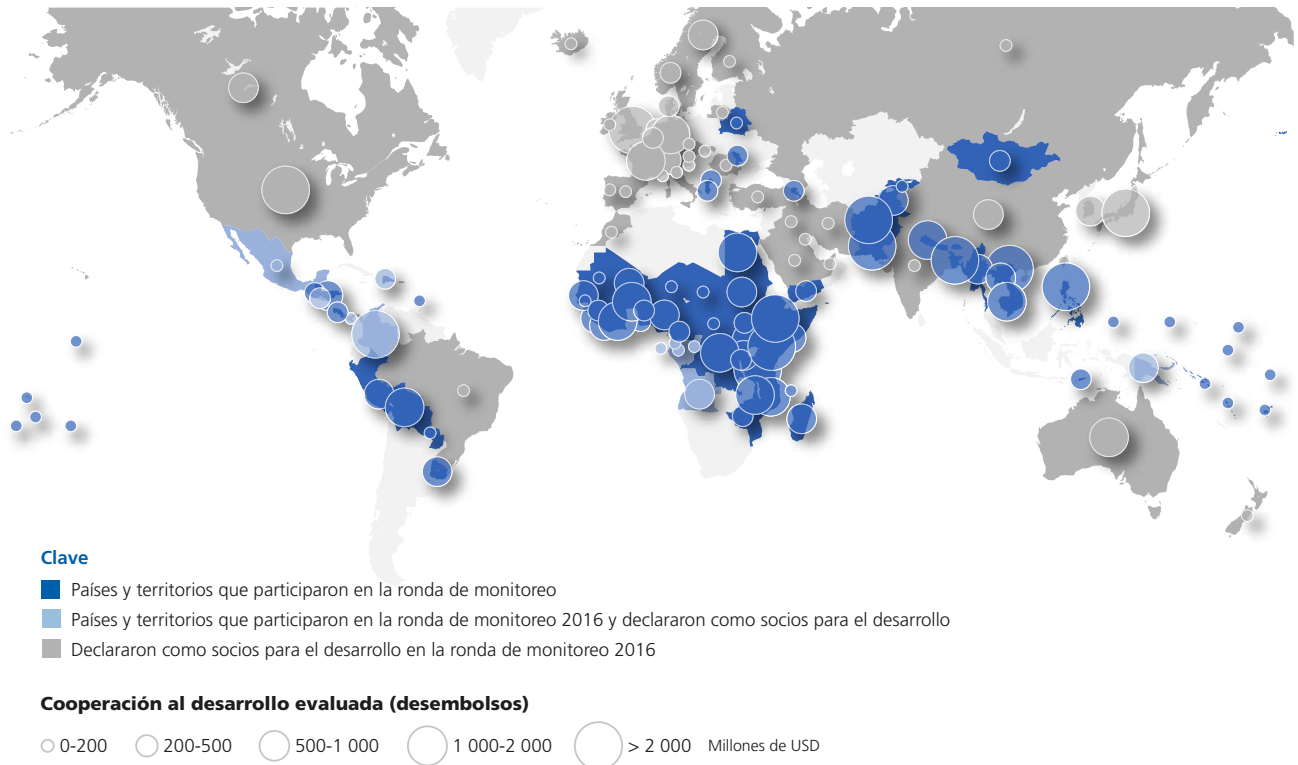 Clave
Países y territorios que participaron en la ronda de monitoreo
Países y territorios que participaron en la ronda de monitoreo 2016 y declararon como socios para el desarrollo
Declararon como socios para el desarrollo en la ronda de monitoreo 2016
Cooperación al desarrollo evaluada (desembolsos)
0-200 200-500 500-1 000 1 000-2 000 > 2 000 Millones de USD